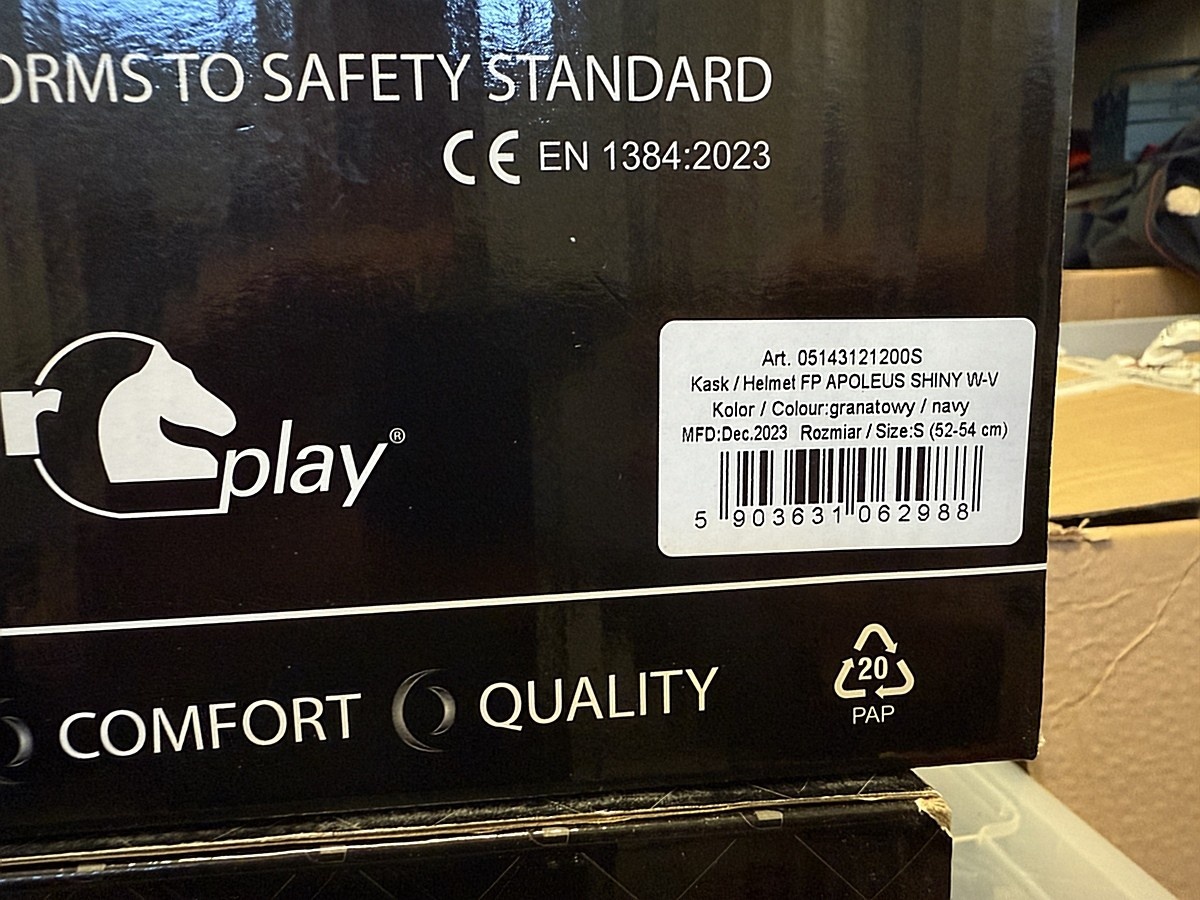 ORMS TO SAFETY STANDARD
CE EN 1384:2023
r play®
Art. 05143121200S
Kask / Helmet FP APOLEUS SHINY W-V
Kolor / Colour:granatowy / navy
MFD:Dec.2023 Rozmiar / Size:S (52-54 cm)
5 903631 062988
COMFORT QUALITY
20
PAP